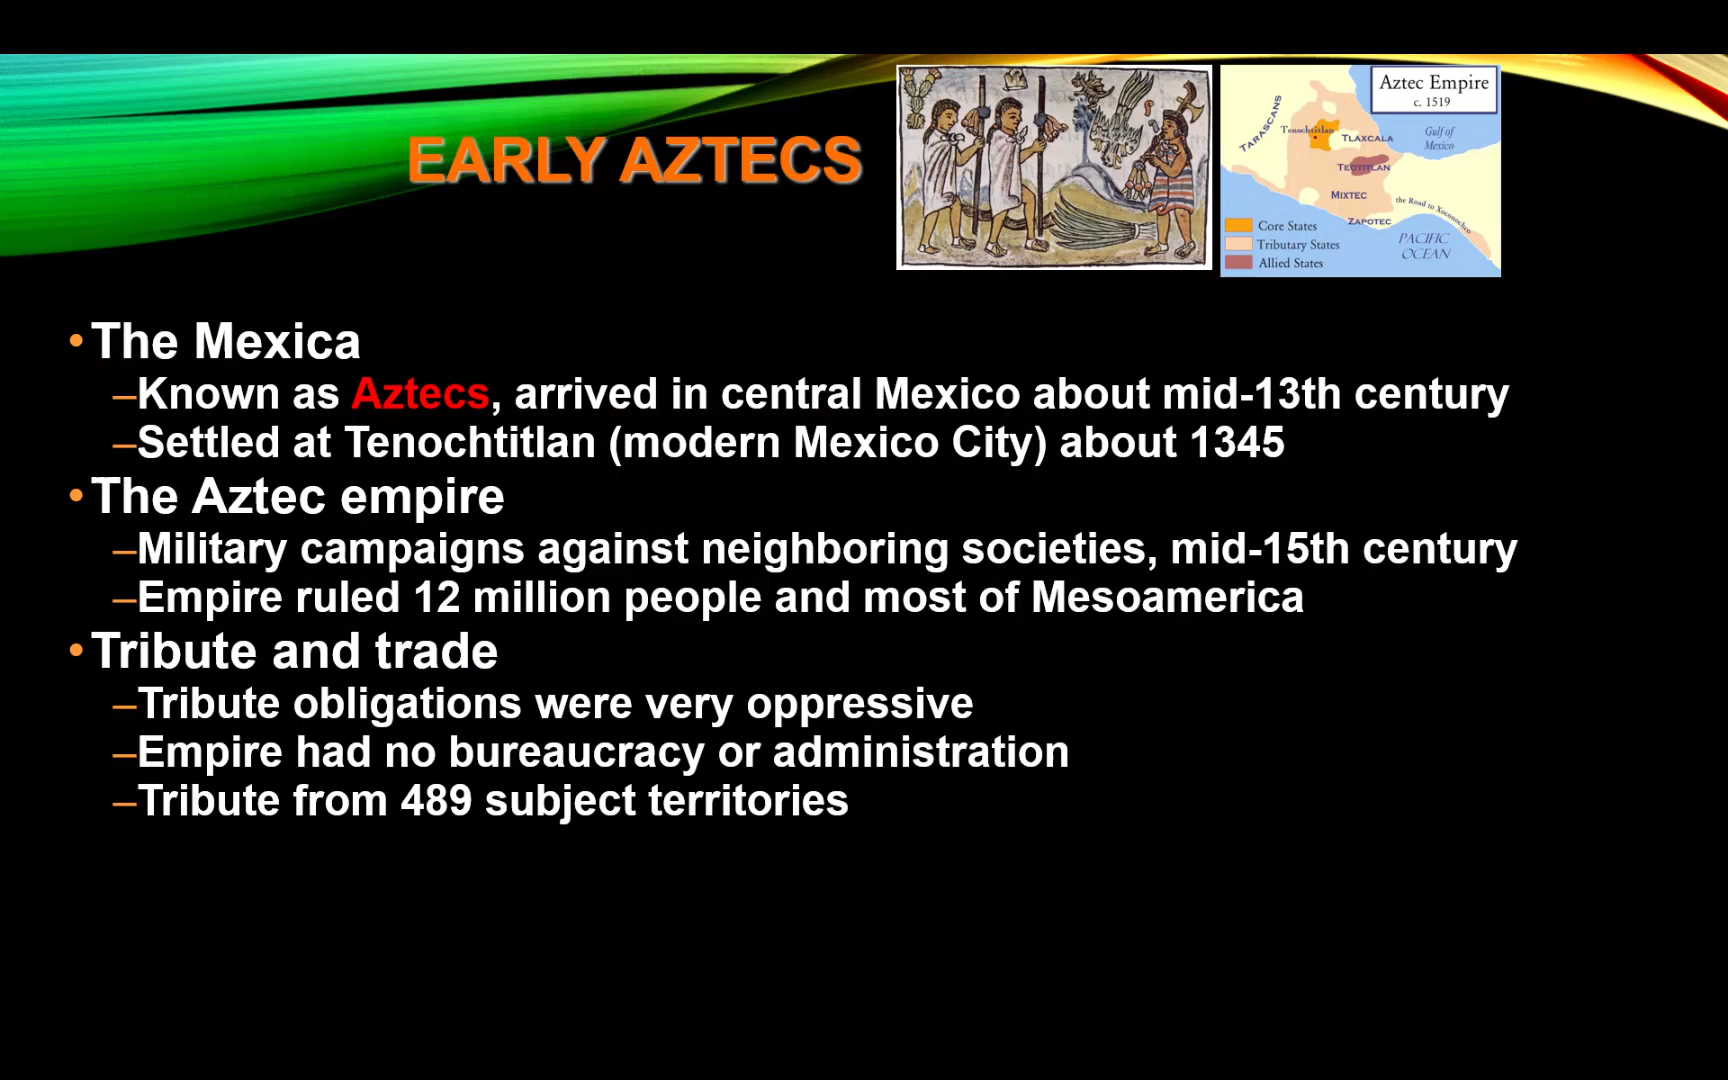 EARLY AZTECS
Aztec Empire
c. 1519
TARASCANS
Tenochtitlan
TLAXCALA
Gulf of
Mexico
TEOTITLAN
MIXTEC
the Road to Xoconochco
ZAPOTEC
PACIFIC
OCEAN
Core States
Tributary States
Allied States
•The Mexica
–Known as Aztecs, arrived in central Mexico about mid-13th century
–Settled at Tenochtitlan (modern Mexico City) about 1345
•The Aztec empire
–Military campaigns against neighboring societies, mid-15th century
–Empire ruled 12 million people and most of Mesoamerica
•Tribute and trade
–Tribute obligations were very oppressive
–Empire had no bureaucracy or administration
–Tribute from 489 subject territories